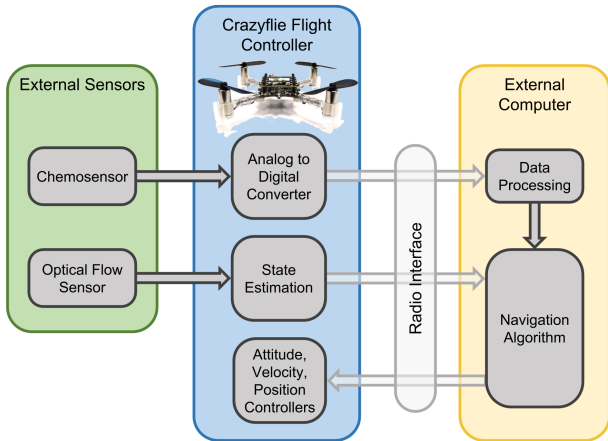 Crazyflie Flight
Controller
External Sensors
External
Computer
Chemosensor
Analog to
Digital
Converter
Data
Processing
Optical Flow
Sensor
State
Estimation
Radio Interface
Navigation
Algorithm
Attitude,
Velocity,
Position
Controllers